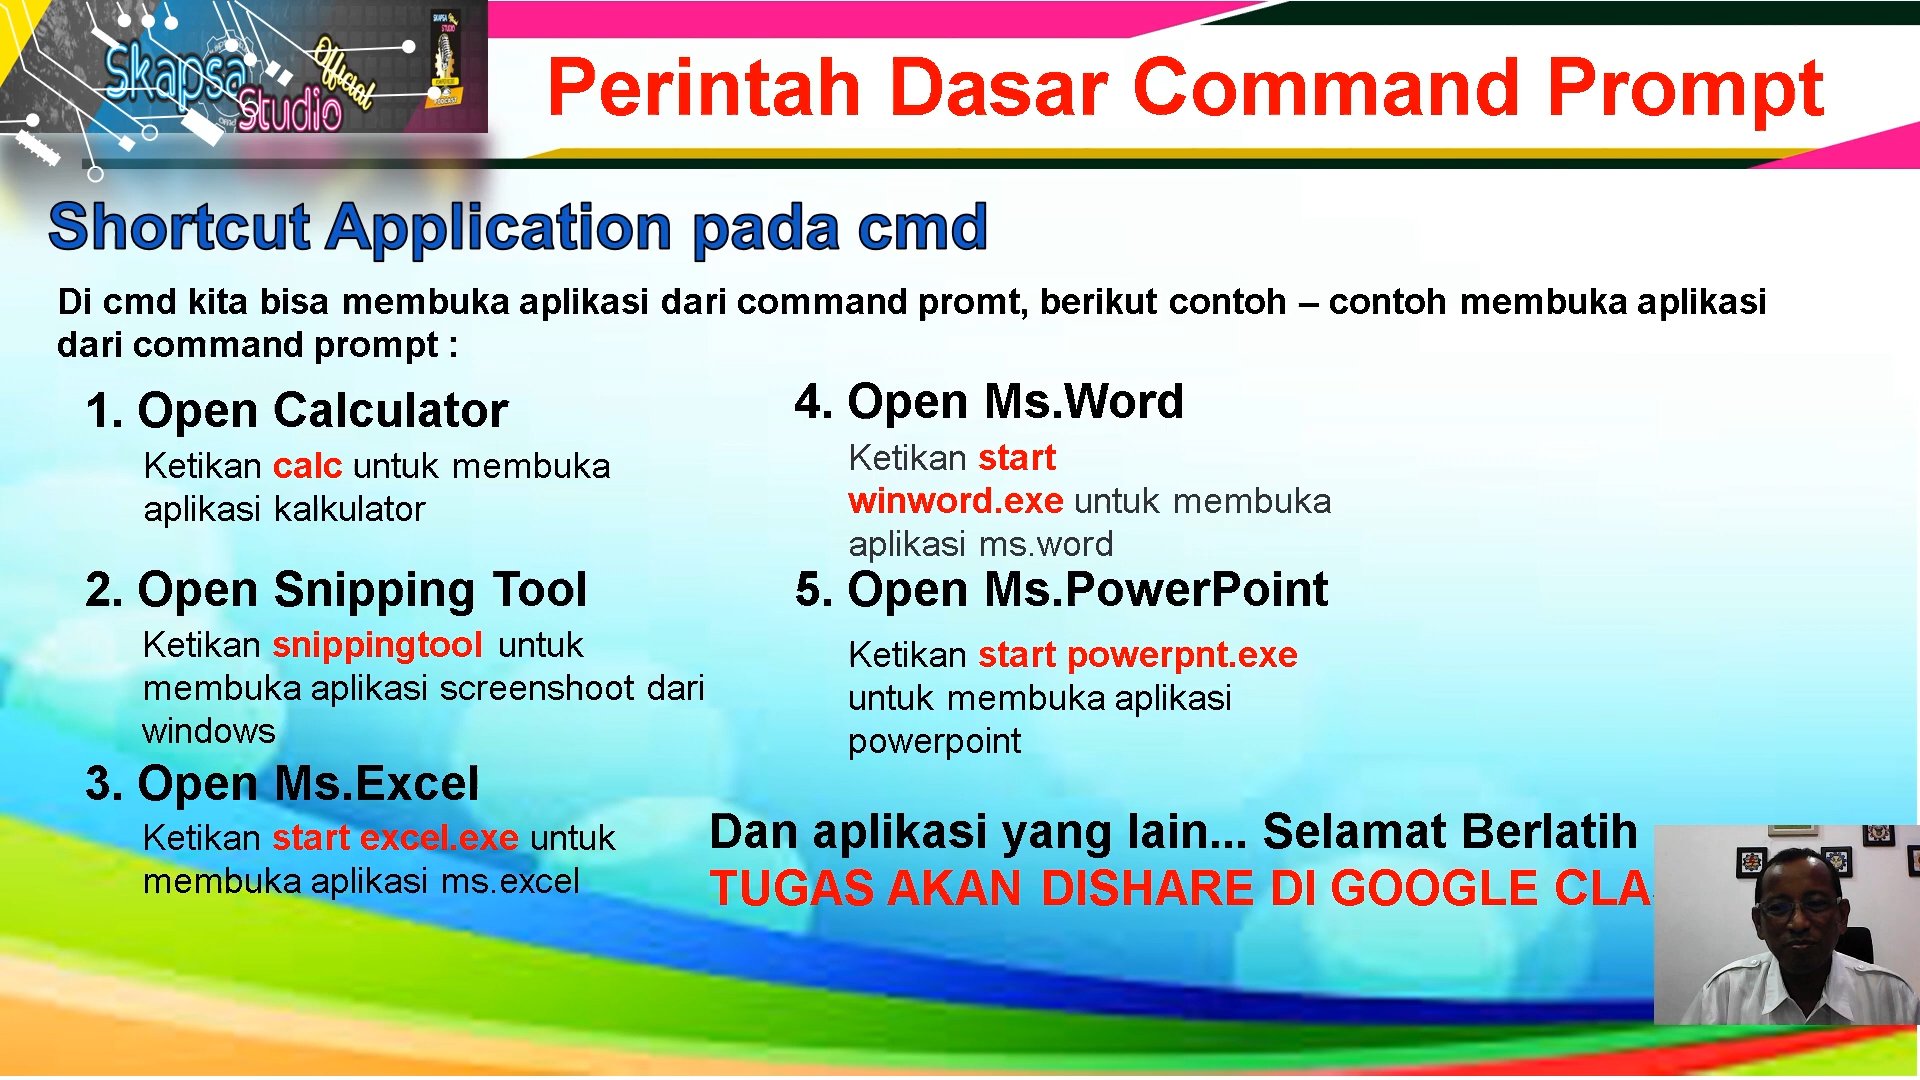 Skapsa
Studio
Official
SKAPSA
STUDIO
PODCAST
Perintah Dasar Command Prompt
Shortcut Application pada cmd
Di cmd kita bisa membuka aplikasi dari command promt, berikut contoh – contoh membuka aplikasi
dari command prompt :
1. Open Calculator
Ketikan calc untuk membuka
aplikasi kalkulator
2. Open Snipping Tool
Ketikan snippingtool untuk
membuka aplikasi screenshoot dari
windows
3. Open Ms.Excel
Ketikan start excel.exe untuk
membuka aplikasi ms.excel
4. Open Ms.Word
Ketikan start
winword.exe untuk membuka
aplikasi ms.word
5. Open Ms.PowerPoint
Ketikan start powerpnt.exe
untuk membuka aplikasi
powerpoint
Dan aplikasi yang lain... Selamat Berlatih
TUGAS AKAN DISHARE DI GOOGLE CLA